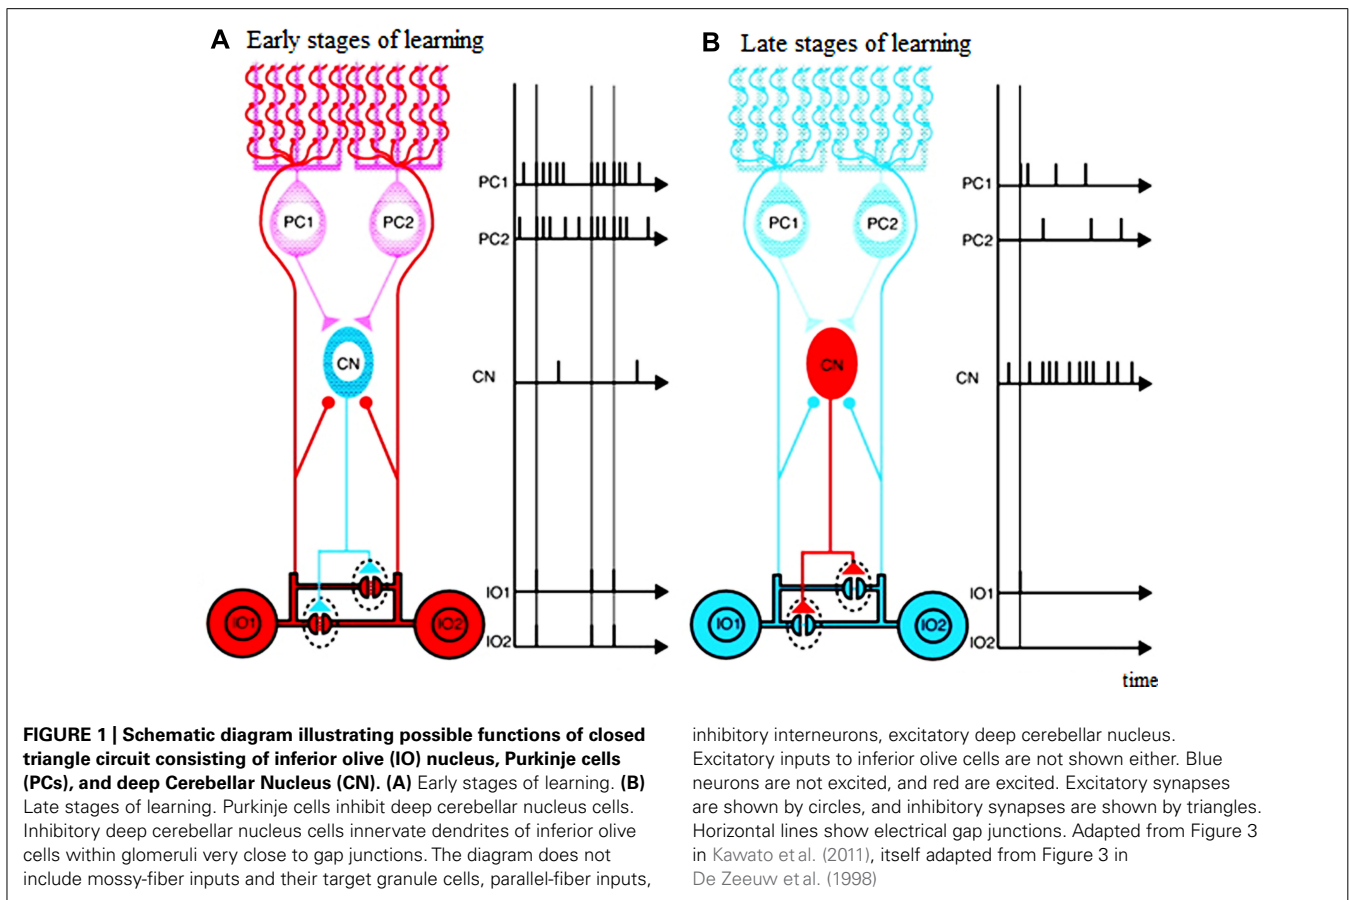 A Early stages of learning
PC1
PC2
CN
IO1
IO2
PC1
PC2
CN
IO1
IO2
B Late stages of learning
PC1
PC2
CN
IO1
IO2
PC1
PC2
CN
IO1
IO2
time
FIGURE 1 | Schematic diagram illustrating possible functions of closed
triangle circuit consisting of inferior olive (IO) nucleus, Purkinje cells
(PCs), and deep Cerebellar Nucleus (CN). (A) Early stages of learning. (B)
Late stages of learning. Purkinje cells inhibit deep cerebellar nucleus cells.
Inhibitory deep cerebellar nucleus cells innervate dendrites of inferior olive
cells within glomeruli very close to gap junctions. The diagram does not
include mossy-fiber inputs and their target granule cells, parallel-fiber inputs,
inhibitory interneurons, excitatory deep cerebellar nucleus.
Excitatory inputs to inferior olive cells are not shown either. Blue
neurons are not excited, and red are excited. Excitatory synapses
are shown by circles, and inhibitory synapses are shown by triangles.
Horizontal lines show electrical gap junctions. Adapted from Figure 3
in Kawato et al. (2011), itself adapted from Figure 3 in
De Zeeuw et al. (1998)